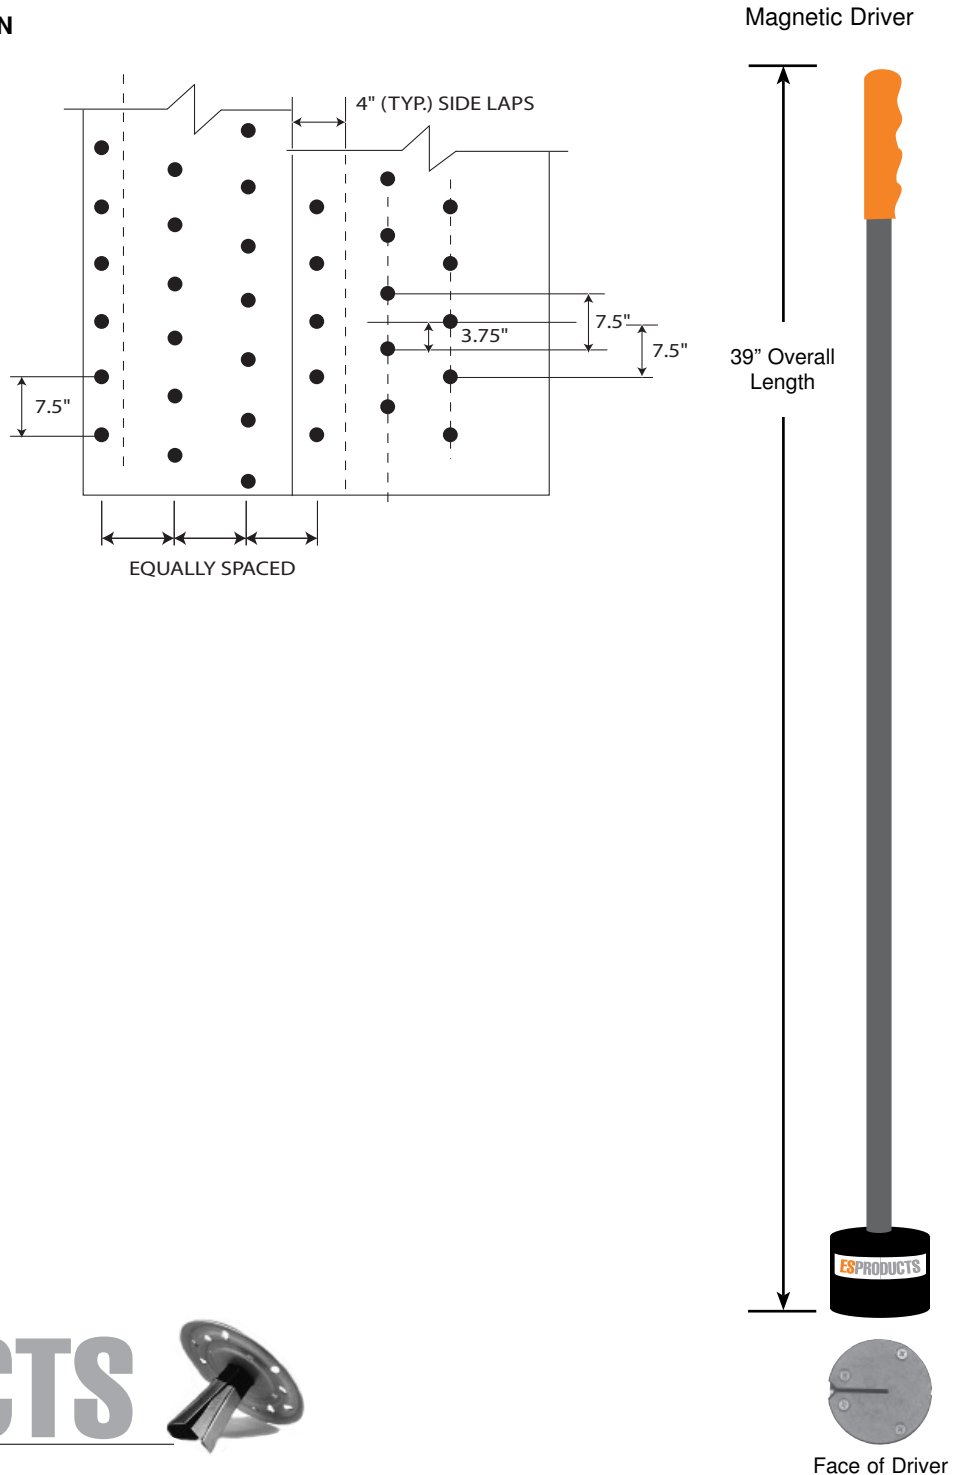 N
Magnetic Driver
4" (TYP.) SIDE LAPS
7.5"
3.75"
7.5"
7.5"
39” Overall
Length
EQUALLY SPACED
ESPRODUCTS
CTS
Face of Driver